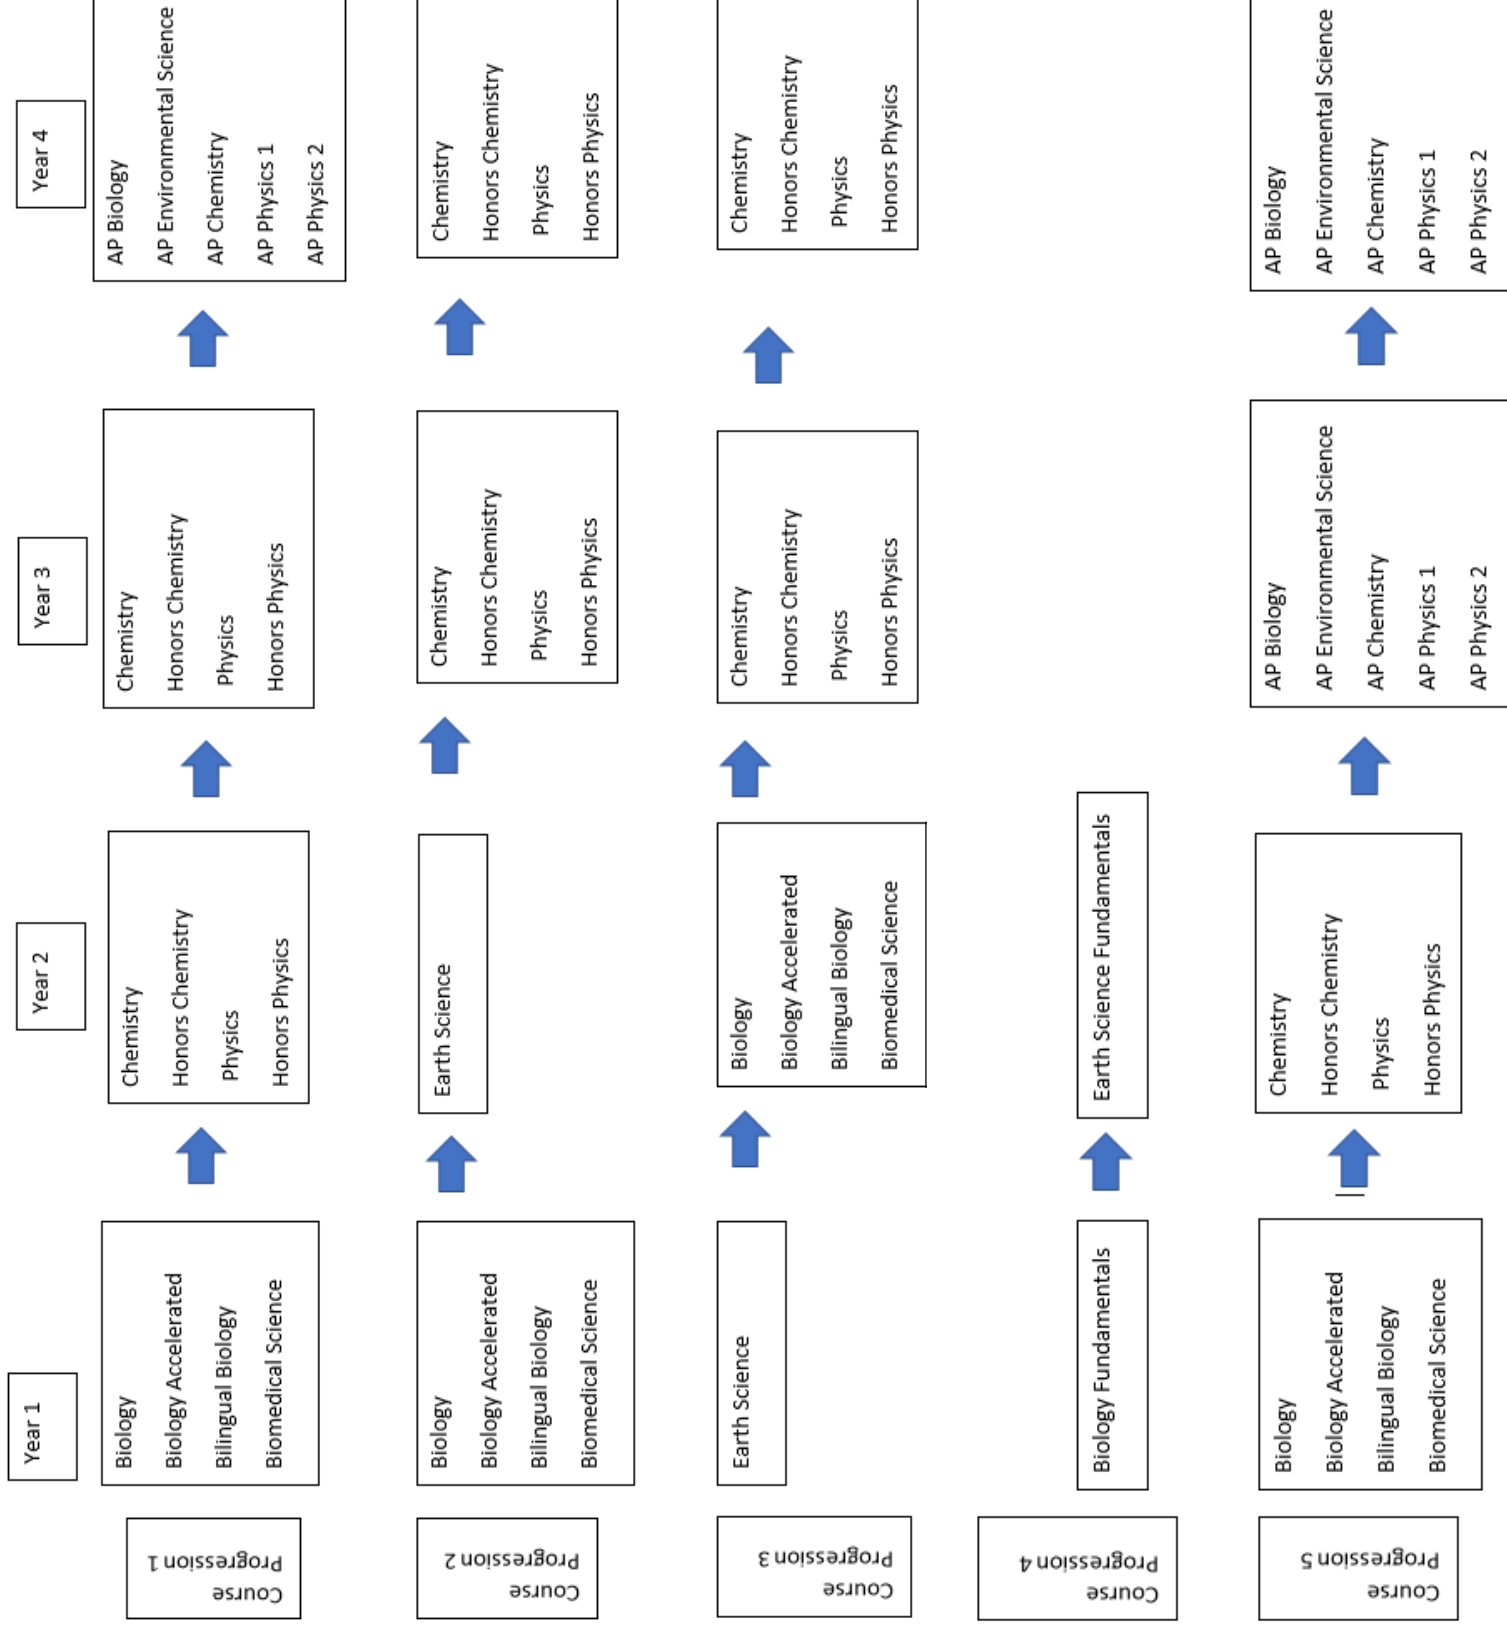 Year 1
Year 2
Year 3
Year 4
Course
Progression 1
Biology
Biology Accelerated
Bilingual Biology
Biomedical Science
Chemistry
Honors Chemistry
Physics
Honors Physics
Chemistry
Honors Chemistry
Physics
Honors Physics
AP Biology
AP Environmental Science
AP Chemistry
AP Physics 1
AP Physics 2
Course
Progression 2
Biology
Biology Accelerated
Bilingual Biology
Biomedical Science
Earth Science
Chemistry
Honors Chemistry
Physics
Honors Physics
Chemistry
Honors Chemistry
Physics
Honors Physics
Course
Progression 3
Earth Science
Biology
Biology Accelerated
Bilingual Biology
Biomedical Science
Chemistry
Honors Chemistry
Physics
Honors Physics
Chemistry
Honors Chemistry
Physics
Honors Physics
Course
Progression 4
Biology Fundamentals
Earth Science Fundamentals
Course
Progression 5
Biology
Biology Accelerated
Bilingual Biology
Biomedical Science
Chemistry
Honors Chemistry
Physics
Honors Physics
AP Biology
AP Environmental Science
AP Chemistry
AP Physics 1
AP Physics 2
AP Biology
AP Environmental Science
AP Chemistry
AP Physics 1
AP Physics 2